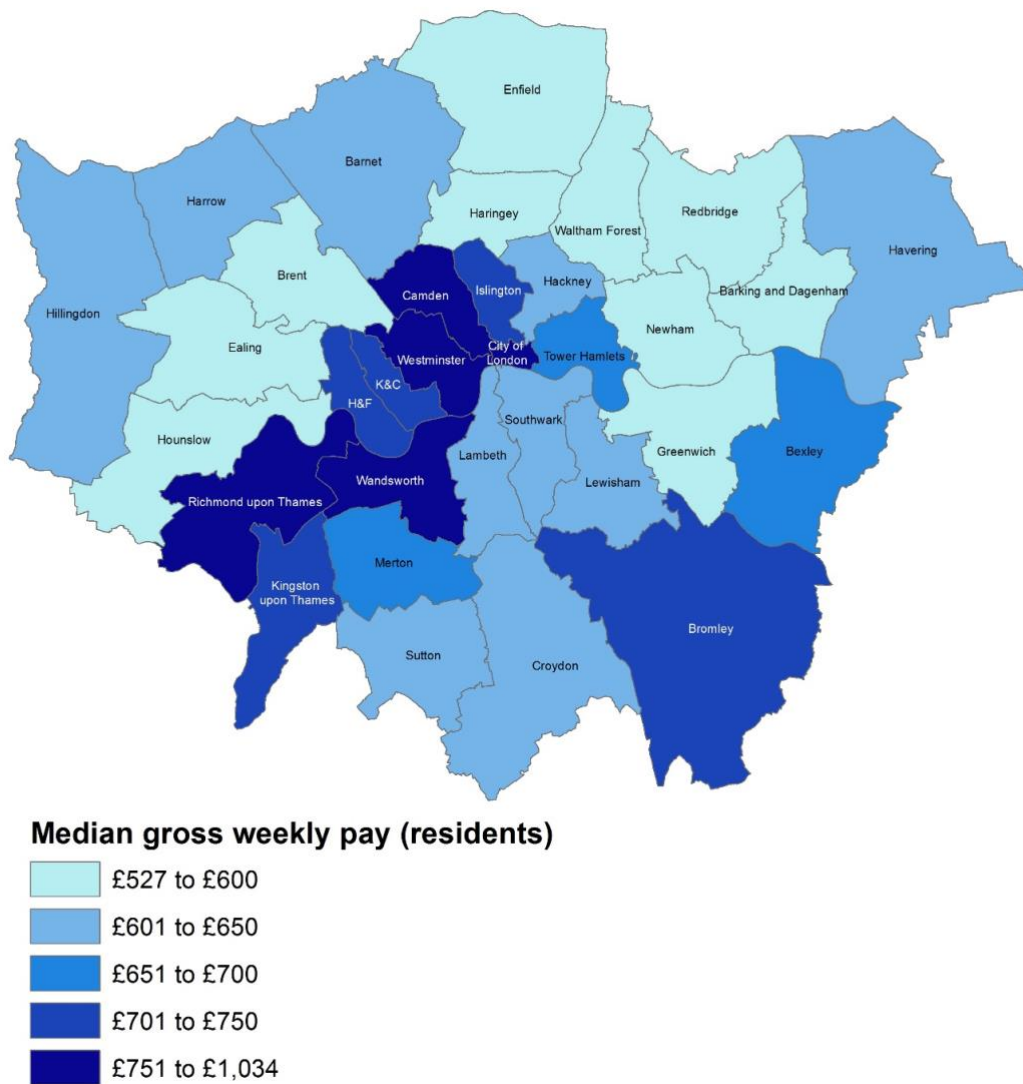 Enfield
Barnet
Harrow
Haringey
Waltham Forest
Redbridge
Havering
Brent
Hackney
Islington
Camden
Barking and Dagenham
Hillingdon
Newham
Ealing
City of
London
Tower Hamlets
Westminster
K&C
H&F
Hounslow
Southwark
Lambeth
Greenwich
Bexley
Wandsworth
Lewisham
Richmond upon Thames
Merton
Kingston
upon Thames
Bromley
Sutton
Croydon
Median gross weekly pay (residents)
£527 to £600
£601 to £650
£651 to £700
£701 to £750
£751 to £1,034